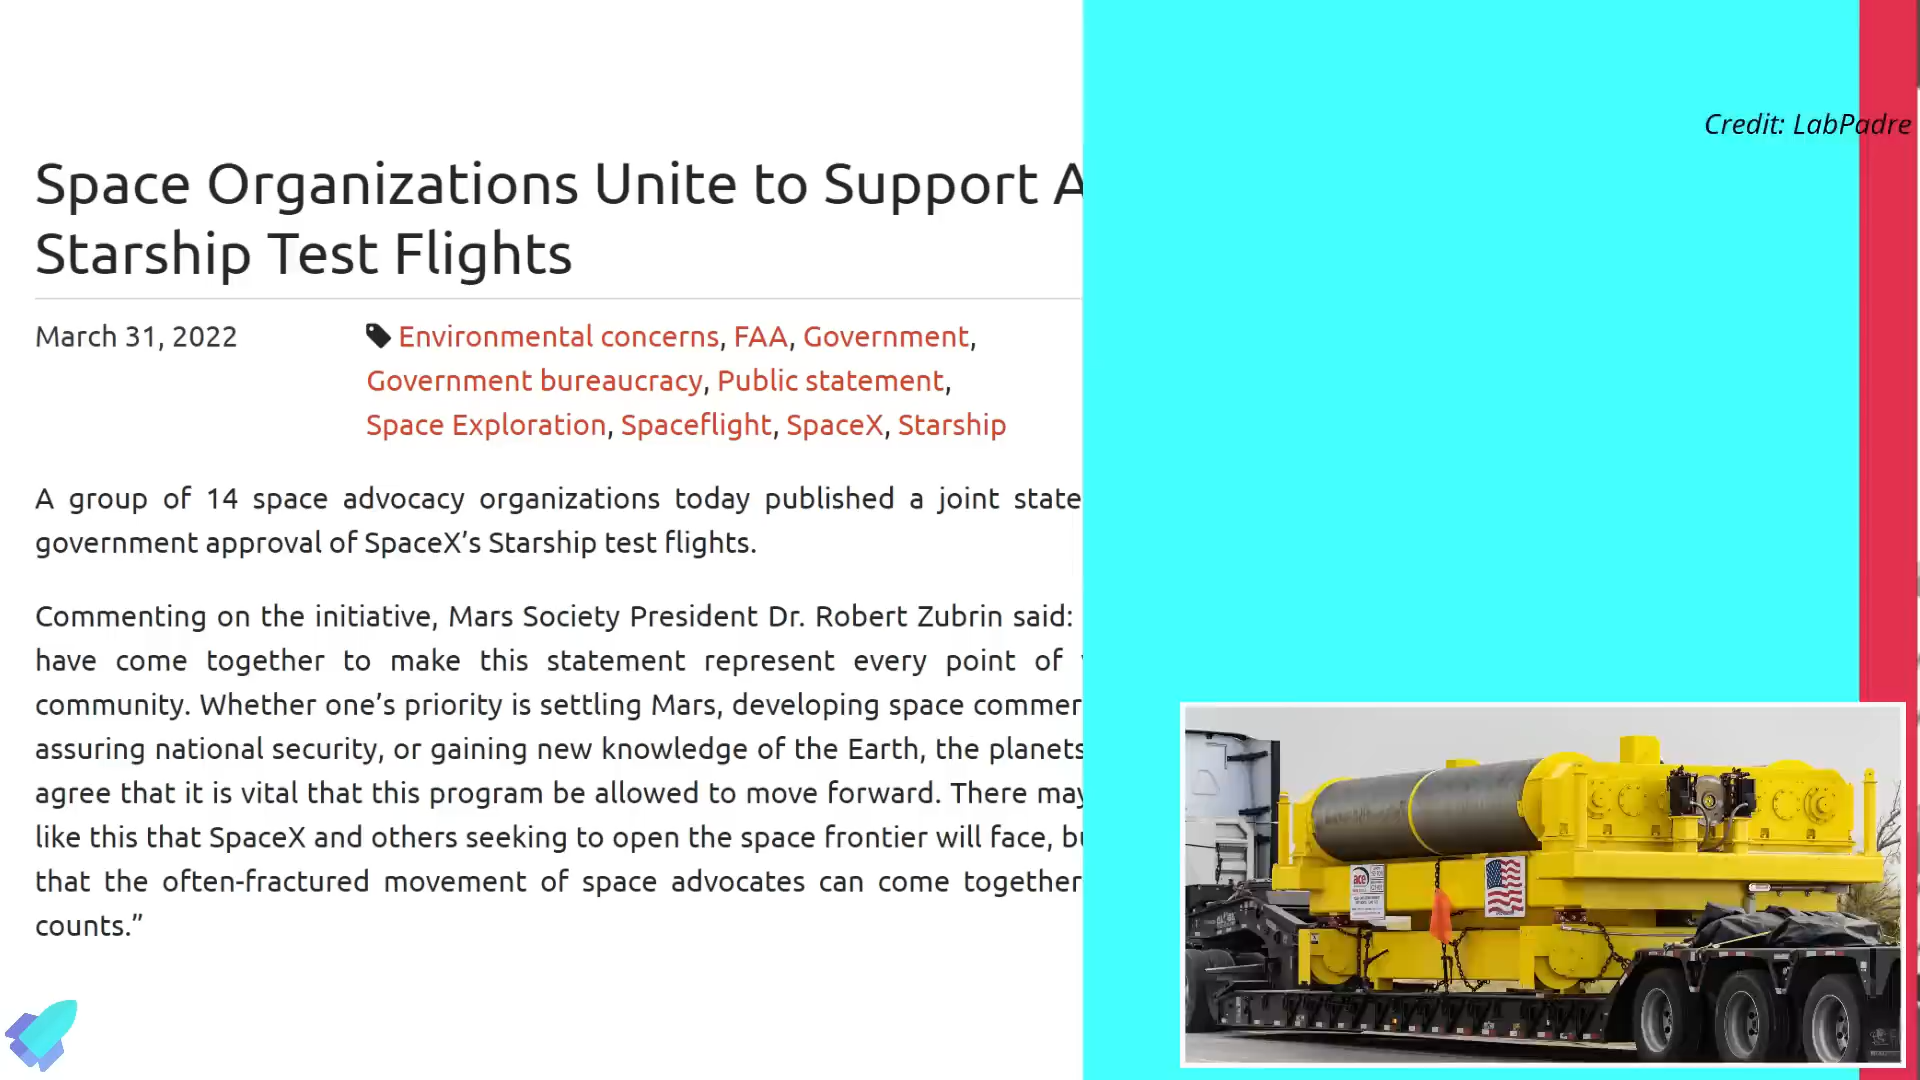 Credit: LabPadre
Space Organizations Unite to Support A
Starship Test Flights
March 31, 2022
Environmental concerns, FAA, Government,
Government bureaucracy, Public statement,
Space Exploration, Spaceflight, SpaceX, Starship
A group of 14 space advocacy organizations today published a joint state
government approval of SpaceX’s Starship test flights.
Commenting on the initiative, Mars Society President Dr. Robert Zubrin said:
have come together to make this statement represent every point of
community. Whether one’s priority is settling Mars, developing space commer
assuring national security, or gaining new knowledge of the Earth, the planets
agree that it is vital that this program be allowed to move forward. There may
like this that SpaceX and others seeking to open the space frontier will face, bu
that the often-fractured movement of space advocates can come together
counts.”
ace